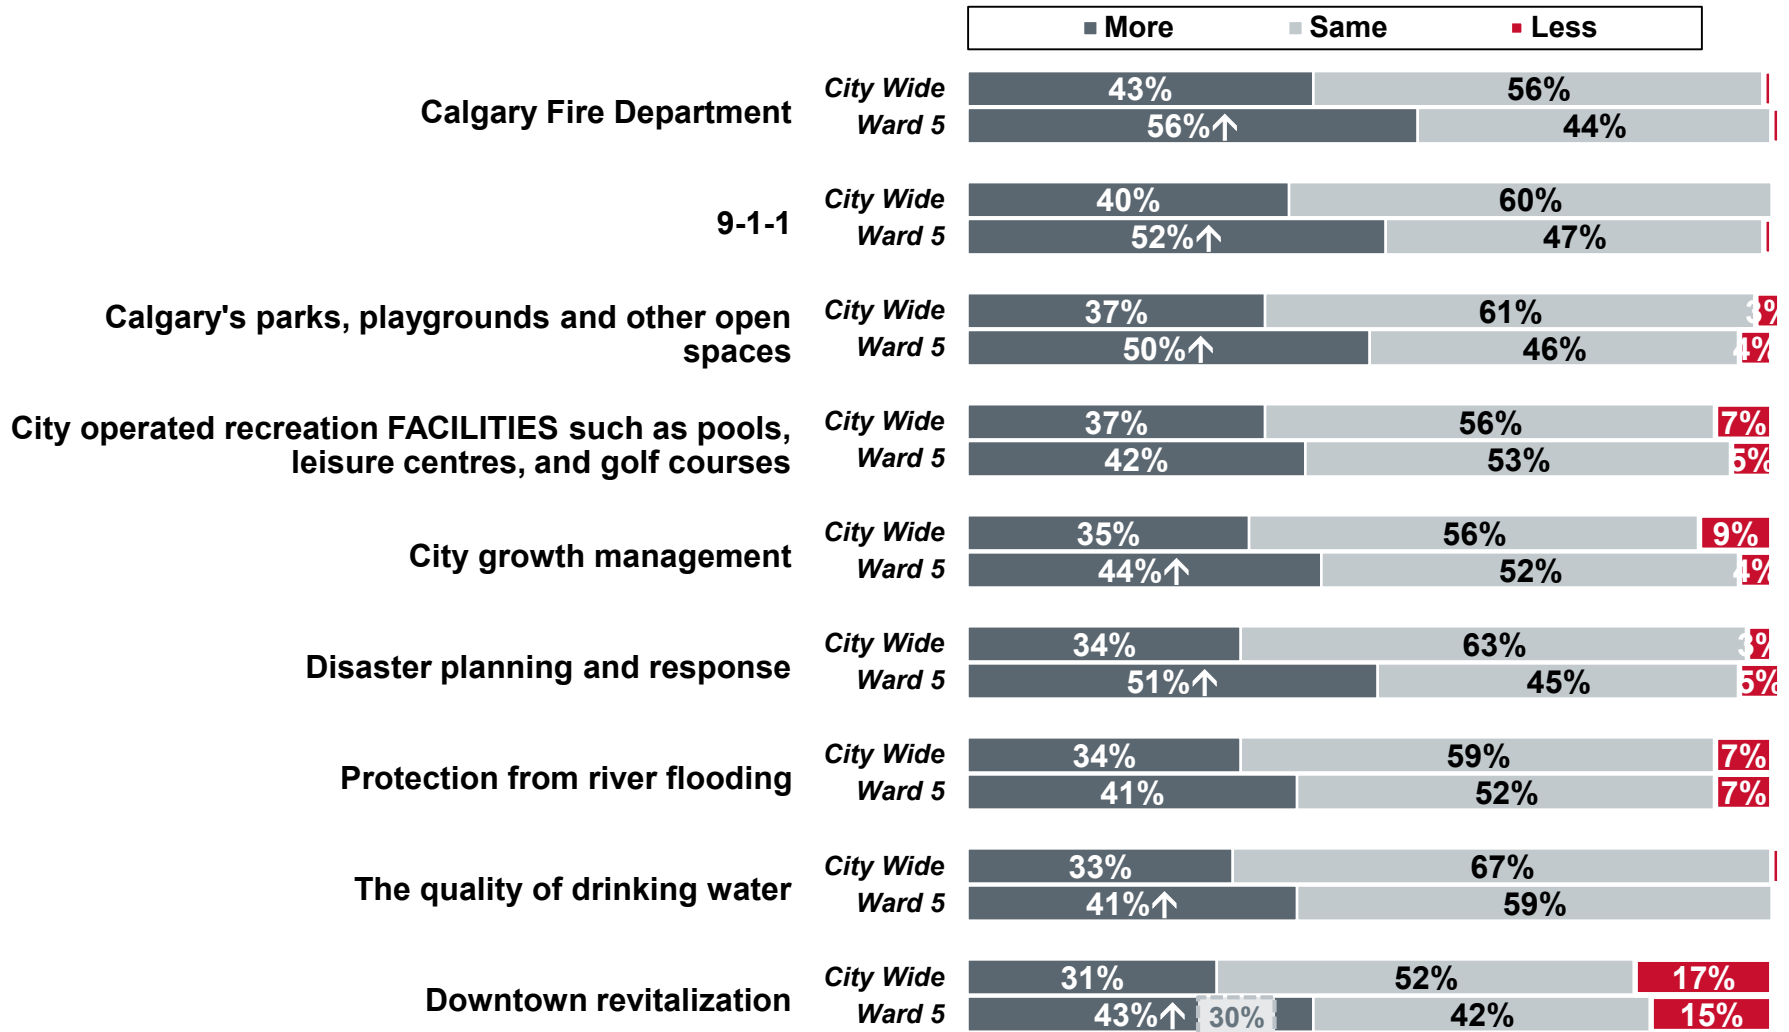 More Same Less
City Wide 43% 56%
Calgary Fire Department
Ward 5 56%↑ 44%
City Wide 40% 60%
9-1-1
Ward 5 52%↑ 47%
Calgary's parks, playgrounds and other open
spaces
City Wide 37% 61% 3%
Ward 5 50%↑ 46% 4%
City operated recreation FACILITIES such as pools,
leisure centres, and golf courses
City Wide 37% 56% 7%
Ward 5 42% 53% 5%
City growth management
City Wide 35% 56% 9%
Ward 5 44%↑ 52% 4%
Disaster planning and response
City Wide 34% 63% 3%
Ward 5 51%↑ 45% 5%
Protection from river flooding
City Wide 34% 59% 7%
Ward 5 41% 52% 7%
The quality of drinking water
City Wide 33% 67%
Ward 5 41%↑ 59%
Downtown revitalization
City Wide 31% 52% 17%
Ward 5 43%↑ 30% 42% 15%